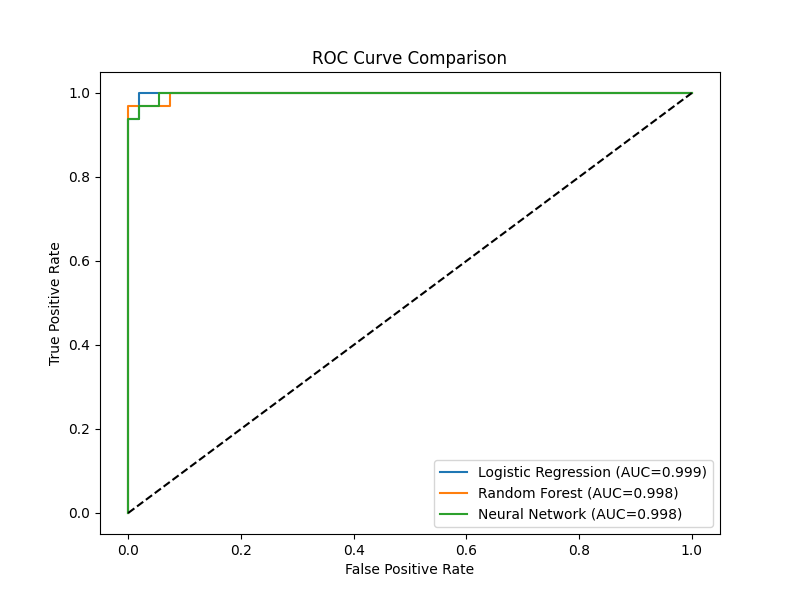 ROC Curve Comparison
True Positive Rate
1.0
0.8
0.6
0.4
0.2
0.0
Logistic Regression (AUC=0.999)
Random Forest (AUC=0.998)
Neural Network (AUC=0.998)
0.0 0.2 0.4 0.6 0.8 1.0
False Positive Rate